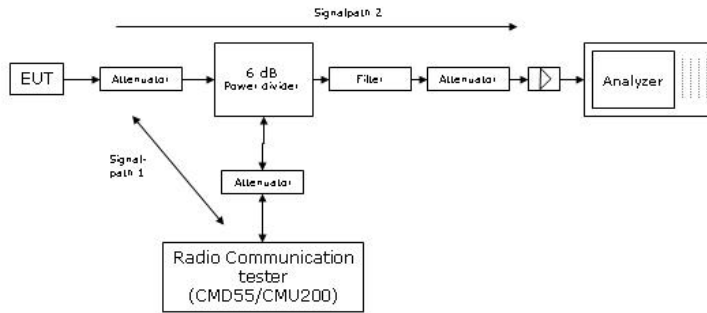 Signalpath 2
EUT
Attenuator
6 dB
Power divider
Filter
Attenuator
Analyzer
Signal-
path 1
Attenuator
Radio Communication
tester
(CMD55/CMU200)